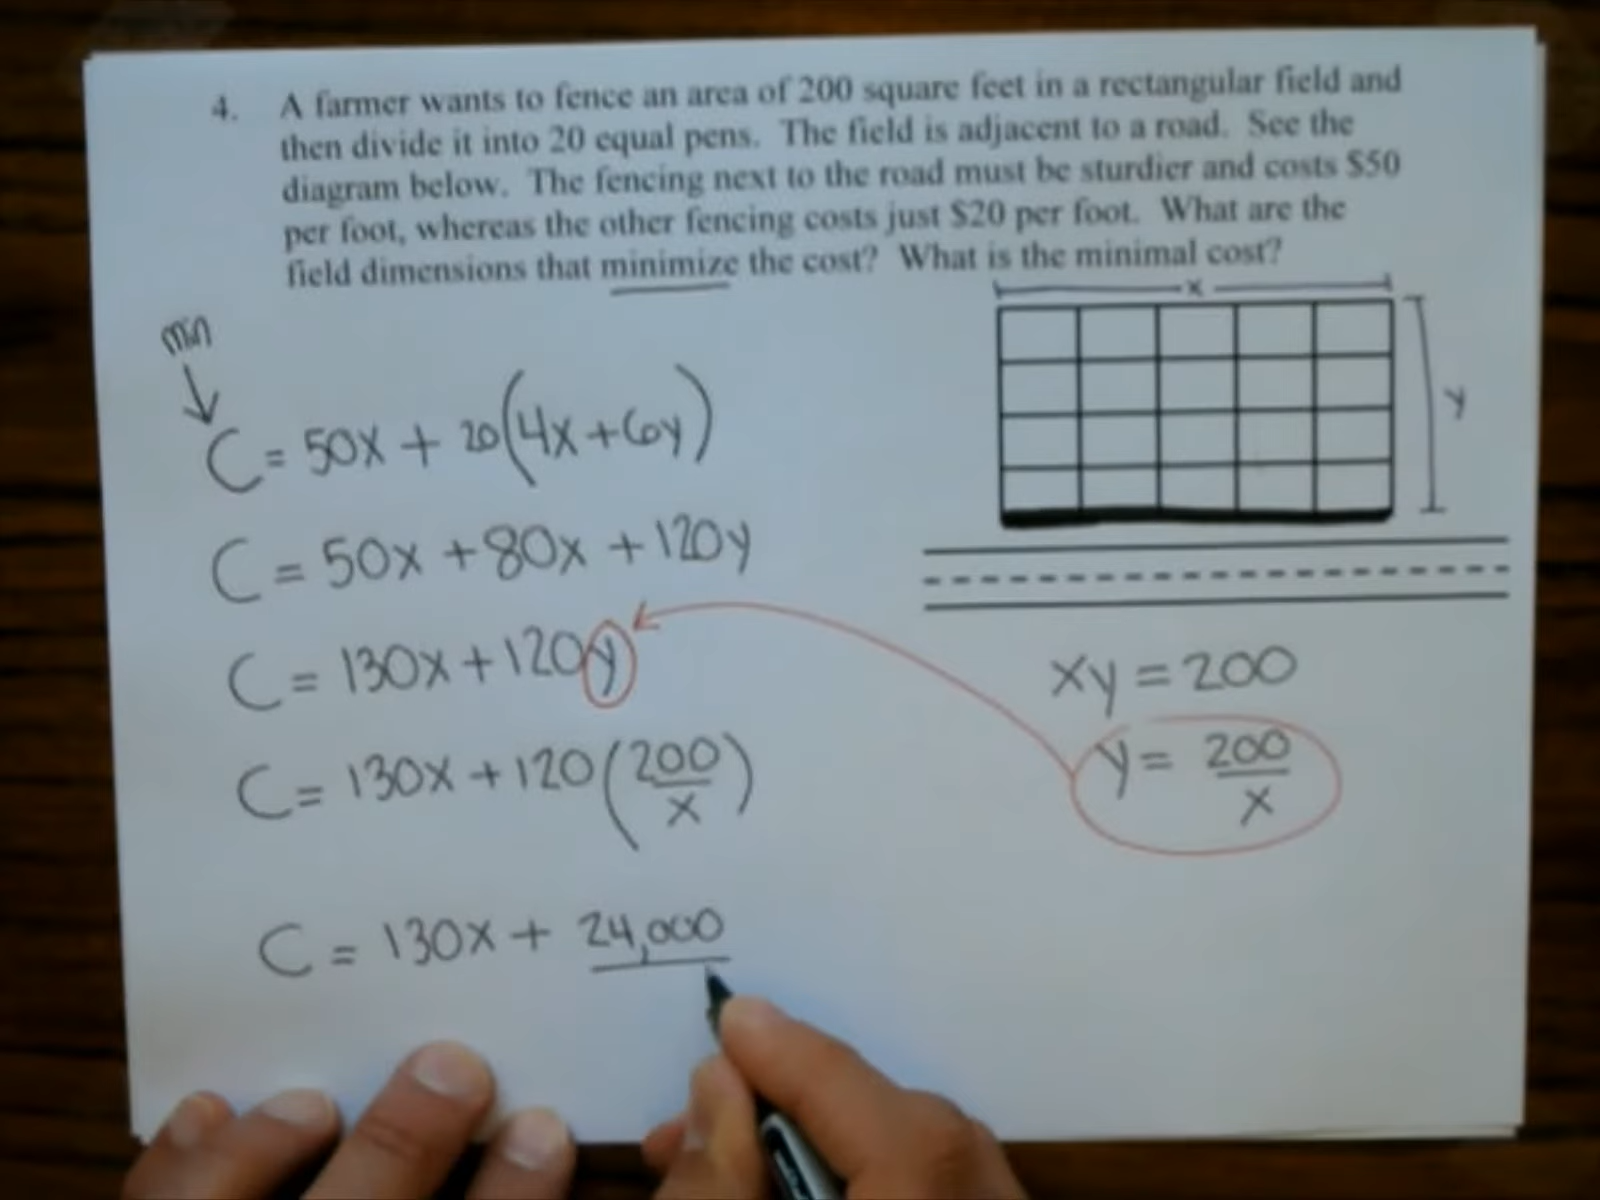 4. A farmer wants to fence an area of 200 square feet in a rectangular field and
then divide it into 20 equal pens. The field is adjacent to a road. See the
diagram below. The fencing next to the road must be sturdier and costs $50
per foot, whereas the other fencing costs just $20 per foot. What are the
field dimensions that minimize the cost? What is the minimal cost?
x
y
min
C = 50x + 20(4x+6y)
C = 50x + 80x + 120y
C = 130x + 120y
C = 130x + 120(200/x)
C = 130x + 24,000
xy = 200
y = 200/x